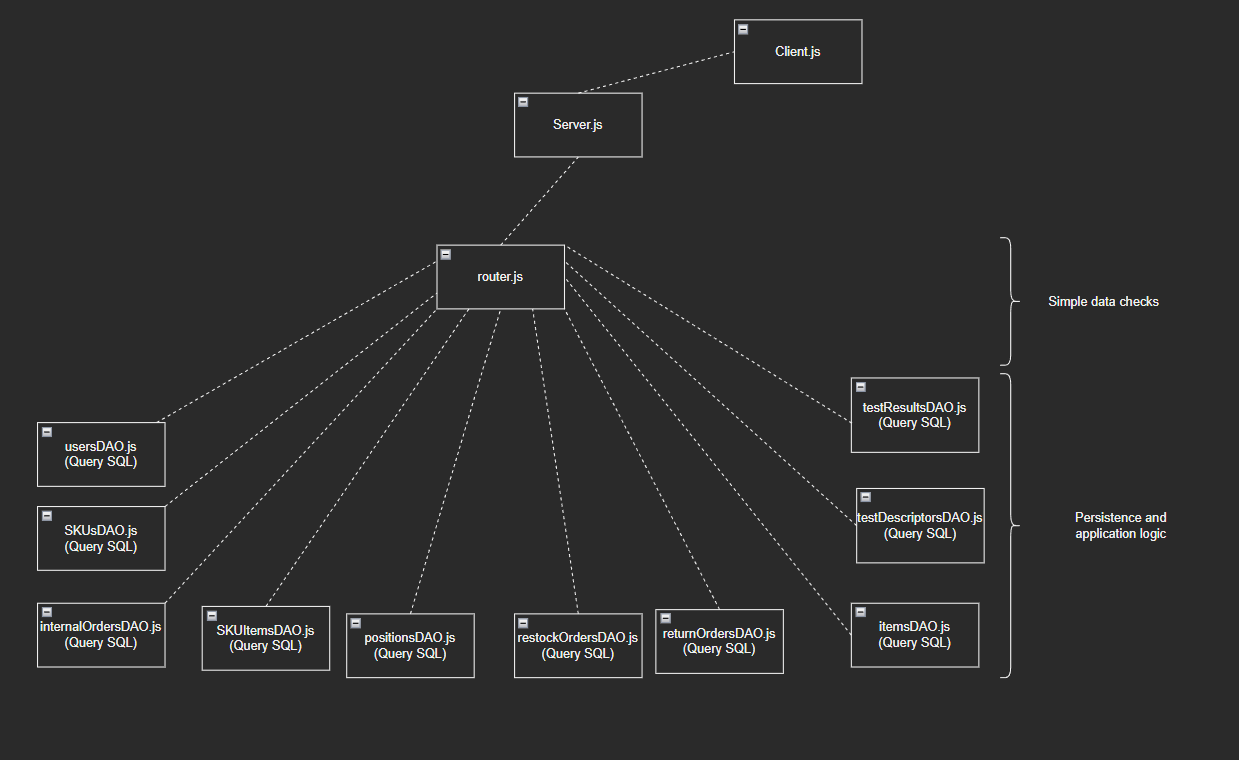 Client.js
Server.js
router.js
Simple data checks
testResultsDAO.js
(Query SQL)
usersDAO.js
(Query SQL)
testDescriptorsDAO.js
(Query SQL)
Persistence and
application logic
SKUsDAO.js
(Query SQL)
internalOrdersDAO.js
(Query SQL)
SKUItemsDAO.js
(Query SQL)
positionsDAO.js
(Query SQL)
restockOrdersDAO.js
(Query SQL)
returnOrdersDAO.js
(Query SQL)
itemsDAO.js
(Query SQL)